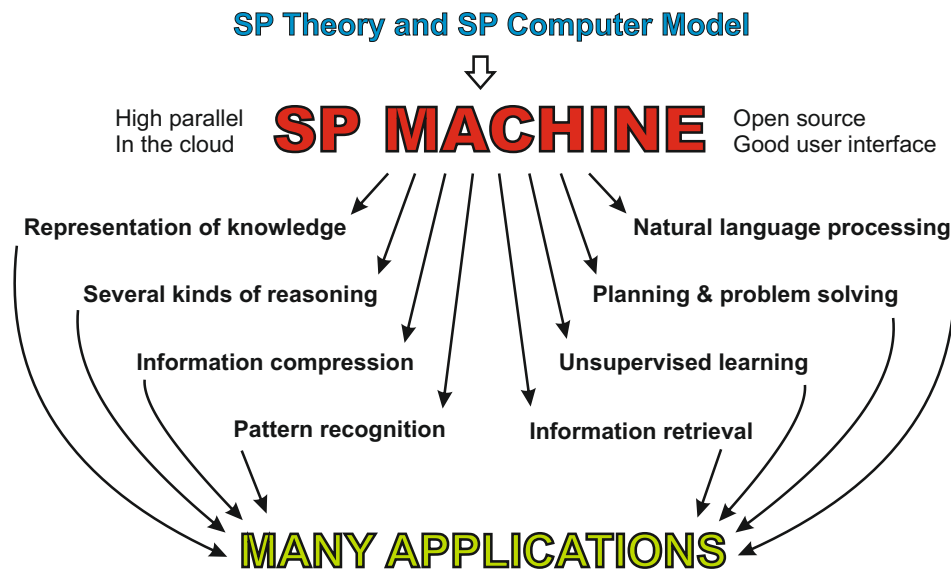 SP Theory and SP Computer Model
High parallel
In the cloud
SP MACHINE
Open source
Good user interface
Representation of knowledge
Natural language processing
Several kinds of reasoning
Planning & problem solving
Information compression
Unsupervised learning
Pattern recognition
Information retrieval
MANY APPLICATIONS